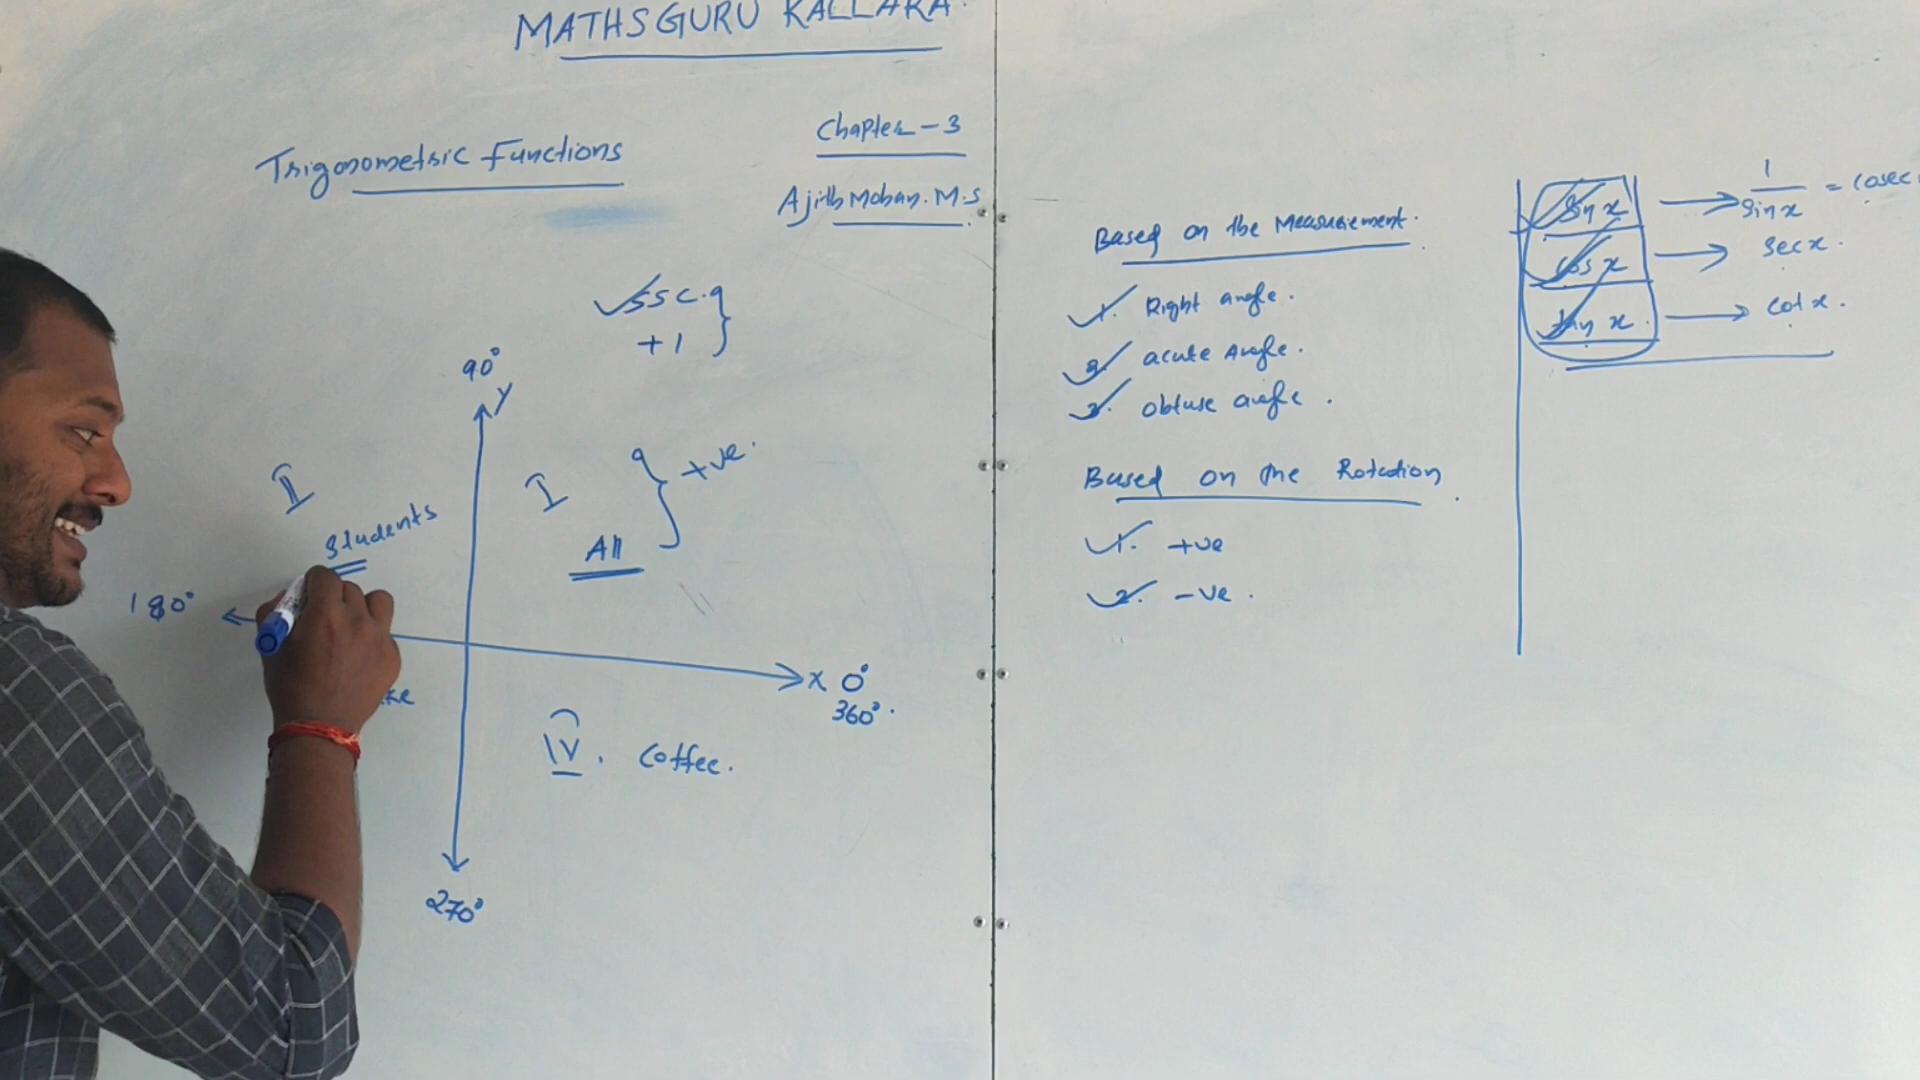 MATHSGURU KALLARA
Trigonometric Functions
Chapter - 3
Ajith Mohan. M.S
SSC.
+1
90°
Y
II
Students
I
All
+ve.
180°
X 0°
360°.
IV. Coffee.
270°
Based on the Measurement.
1. Right angle.
2. acute Angle.
3. obtuse angle.
Based on the Rotation.
1. +ve
2. -ve.
sin x → 1/sin x = cosec
cos x → sec x.
tan x. → cot x.